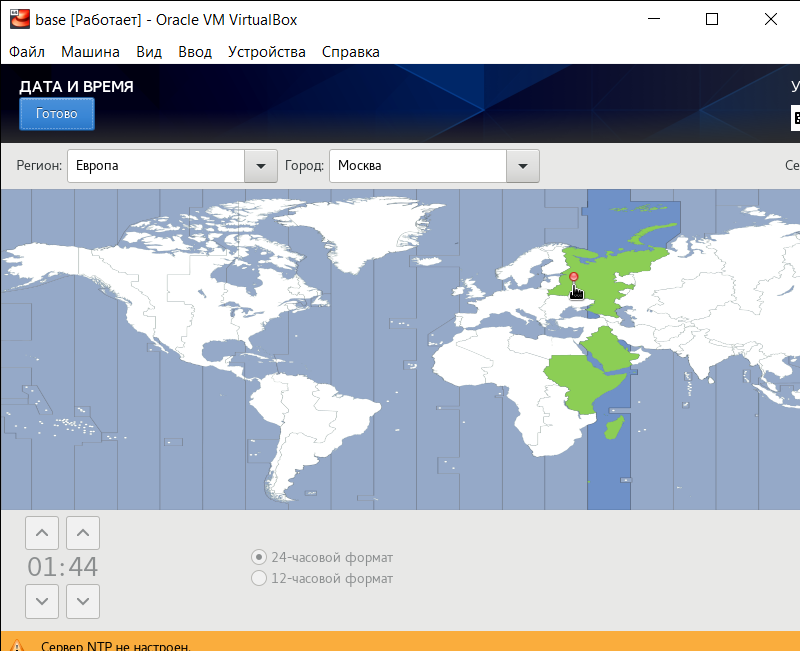 base [Работает] - Oracle VM VirtualBox
Файл Машина Вид Ввод Устройства Справка
ДАТА И ВРЕМЯ
Готово
Регион: Европа Город: Москва Се
01:44
24-часовой формат
12-часовой формат
Сервер NTP не настроен.